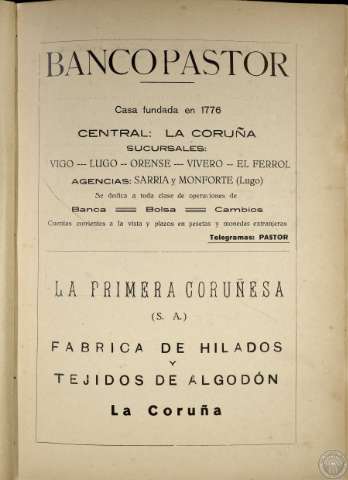 BANCO PASTOR
Casa fundada en 1776
CENTRAL: LA CORUÑA
SUCURSALES:
VIGO --- LUGO -- ORENSE --- VIVERO -- EL FERROL
AGENCIAS: SARRIA y MONFORTE (Lugo)
Se dedica a toda clase de operaciones de
Banca Bolsa Cambios
Cuentas corrientes a la vista y plazos en pesetas y monedas extranjeras
Telegramas: PASTOR
LA PRIMERA CORUÑESA
(S. A.)
FABRICA DE HILADOS
Y
TEJIDOS DE ALGODÓN
La Coruña